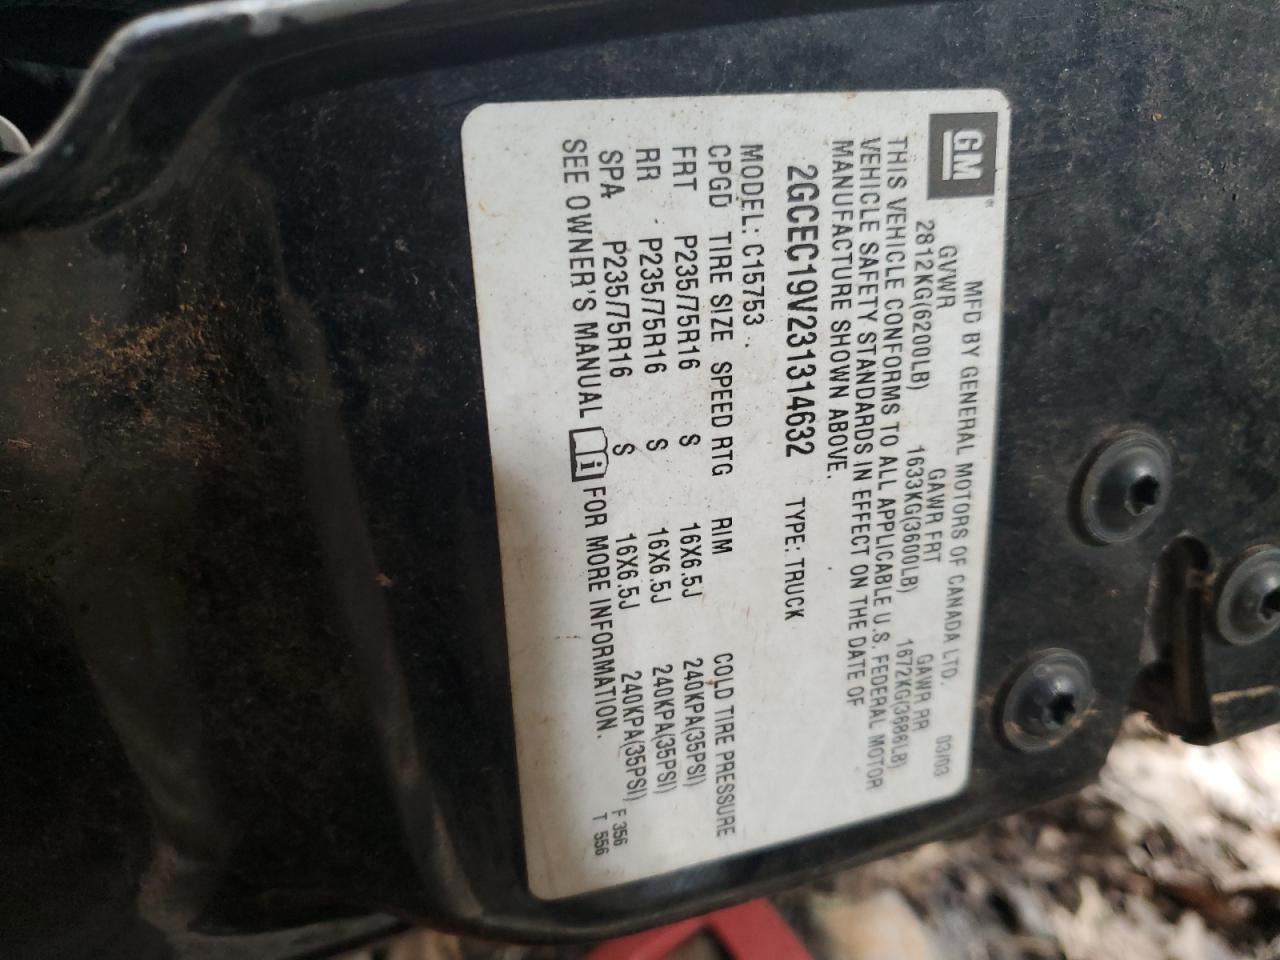 GM
MFD BY GENERAL MOTORS OF CANADA LTD. 03/03
GVWR GAWR FRT GAWR RR
2812KG(6200LB) 1633KG(3600LB) 1672KG(3686LB)
THIS VEHICLE CONFORMS TO ALL APPLICABLE U.S. FEDERAL MOTOR
VEHICLE SAFETY STANDARDS IN EFFECT ON THE DATE OF
MANUFACTURE SHOWN ABOVE.
2GCEC19V231314632 TYPE: TRUCK
MODEL: C15753
CPGD TIRE SIZE SPEED RTG RIM COLD TIRE PRESSURE
FRT P235/75R16 S 16X6.5J 240KPA(35PSI)
RR P235/75R16 S 16X6.5J 240KPA(35PSI)
SPA P235/75R16 S 16X6.5J 240KPA(35PSI)
SEE OWNER'S MANUAL i FOR MORE INFORMATION.
F 356
T 556